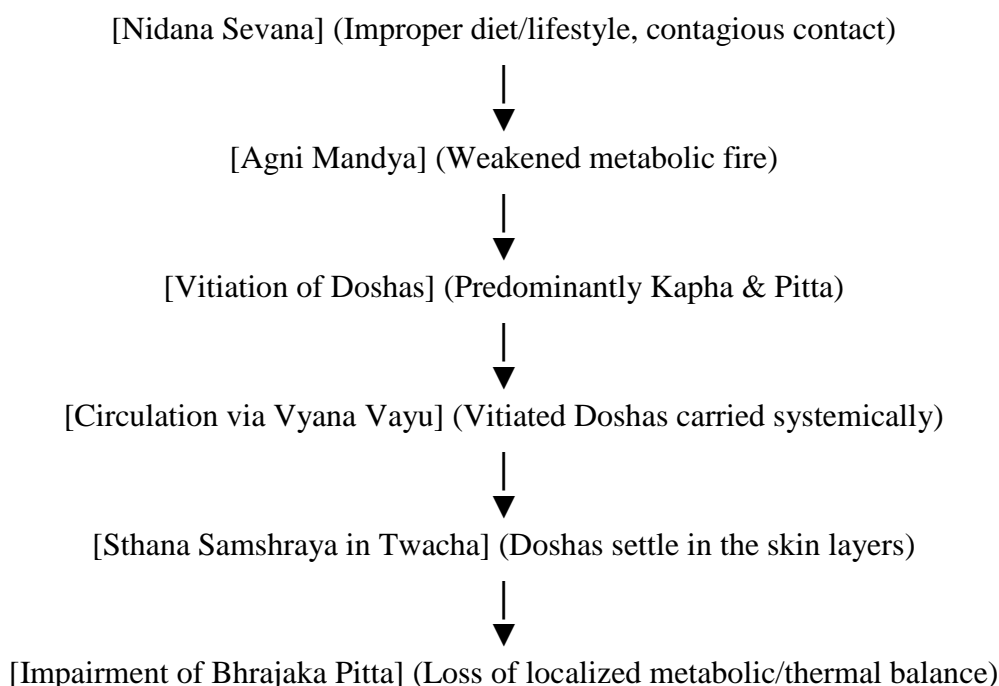 [Nidana Sevana] (Improper diet/lifestyle, contagious contact)
[Agni Mandya] (Weakened metabolic fire)
[Vitiation of Doshas] (Predominantly Kapha & Pitta)
[Circulation via Vyana Vayu] (Vitiated Doshas carried systemically)
[Sthana Samshraya in Twacha] (Doshas settle in the skin layers)
[Impairment of Bhrajaka Pitta] (Loss of localized metabolic/thermal balance)